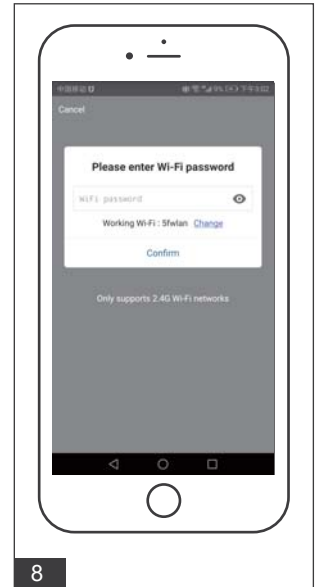 Cancel
Please enter Wi-Fi password
WiFi password
Working Wi-Fi : 5fwlan Change
Confirm
Only supports 2.4G Wi-Fi networks
8